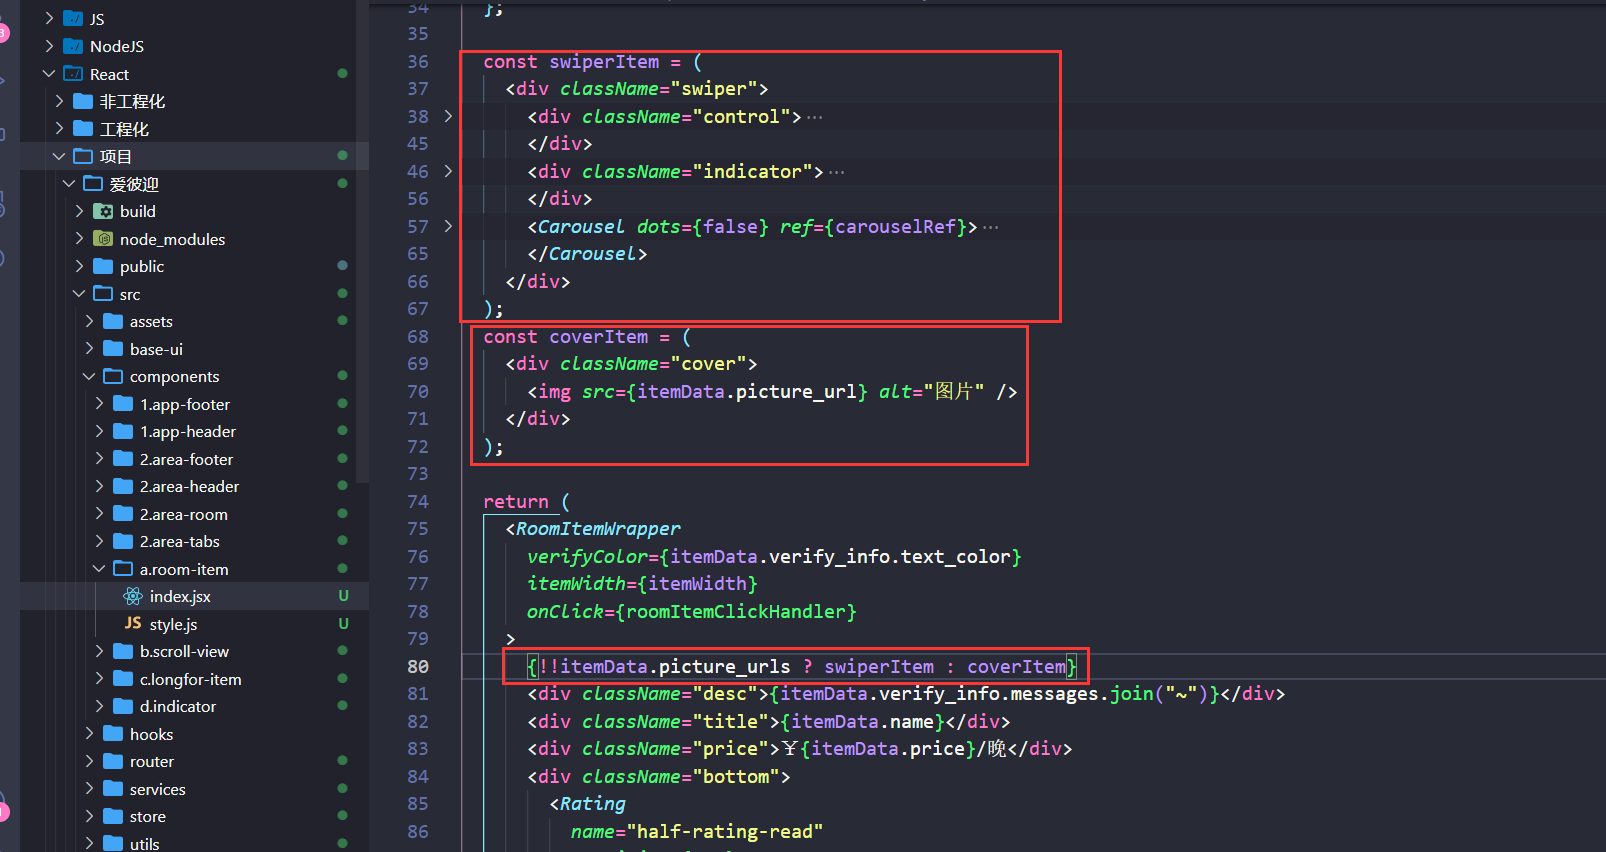 JS
NodeJS
React
非工程化
工程化
项目
爱彼迎
build
node_modules
public
src
assets
base-ui
components
1.app-footer
1.app-header
2.area-footer
2.area-header
2.area-room
2.area-tabs
a.room-item
index.jsx U
JS style.js U
b.scroll-view
c.longfor-item
d.indicator
hooks
router
services
store
utils
34 };
35
36 const swiperItem = (
37 <div className="swiper">
38 <div className="control">…
45 </div>
46 <div className="indicator">…
56 </div>
57 <Carousel dots={false} ref={carouselRef}>…
65 </Carousel>
66 </div>
67 );
68 const coverItem = (
69 <div className="cover">
70 <img src={itemData.picture_url} alt="图片" />
71 </div>
72 );
73
74 return (
75 <RoomItemWrapper
76 verifyColor={itemData.verify_info.text_color}
77 itemWidth={itemWidth}
78 onClick={roomItemClickHandler}
79 >
80 {!!itemData.picture_urls ? swiperItem : coverItem}
81 <div className="desc">{itemData.verify_info.messages.join("~")}</div>
82 <div className="title">{itemData.name}</div>
83 <div className="price">¥{itemData.price}/晚</div>
84 <div className="bottom">
85 <Rating
86 name="half-rating-read"